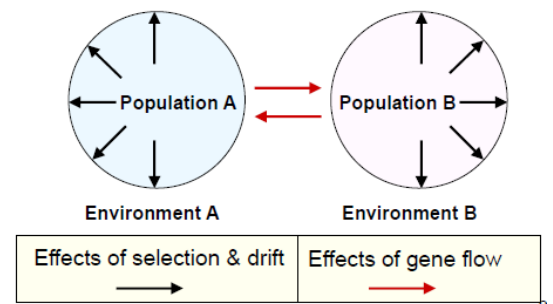 Population A
Population B
Environment A
Environment B
Effects of selection & drift
Effects of gene flow